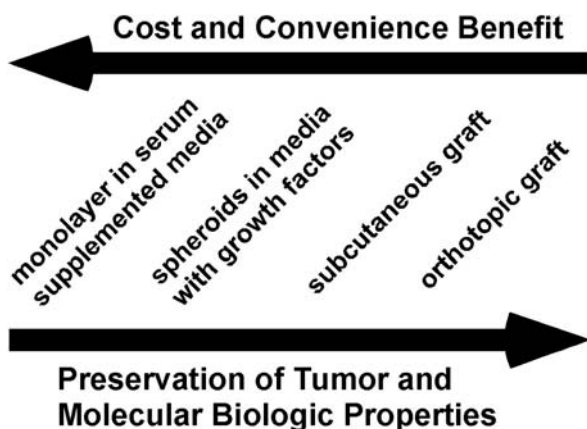 Cost and Convenience Benefit
monolayer in serum
supplemented media
spheroids in media
with growth factors
subcutaneous graft
orthotopic graft
Preservation of Tumor and
Molecular Biologic Properties